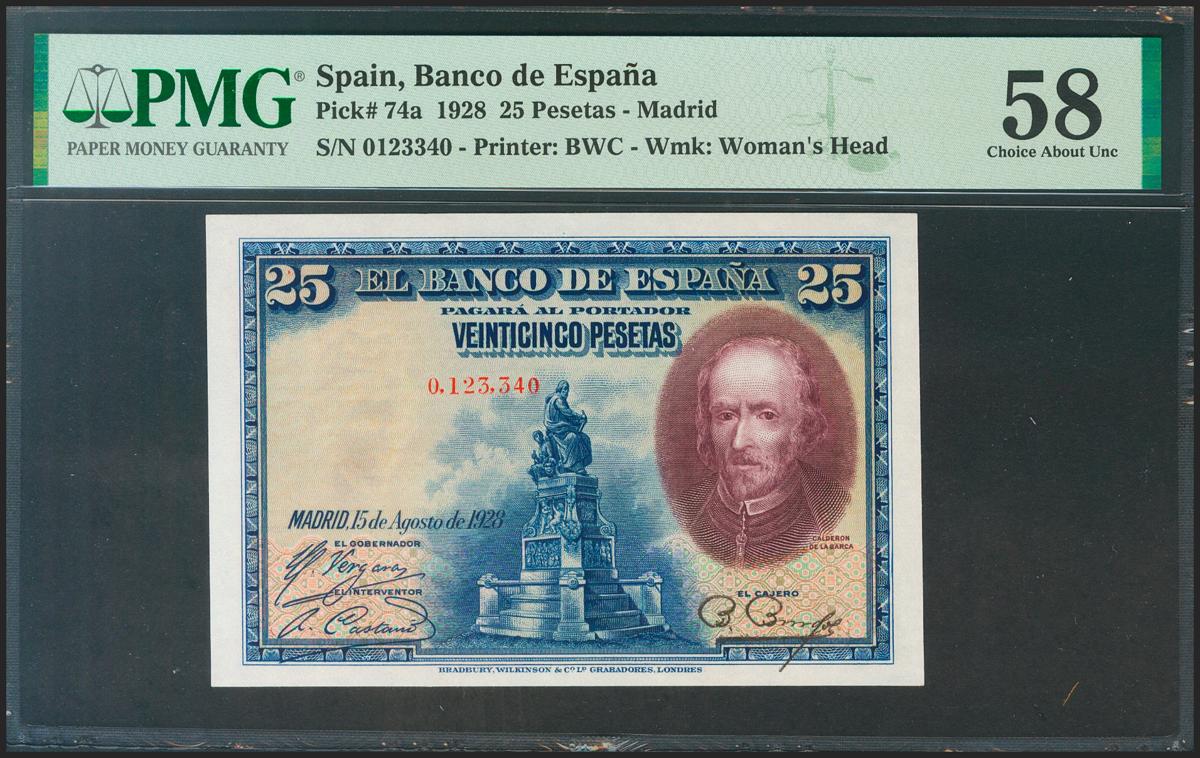 PMG®
PAPER MONEY GUARANTY
Spain, Banco de España
Pick# 74a 1928 25 Pesetas - Madrid
S/N 0123340 - Printer: BWC - Wmk: Woman's Head
58
Choice About Unc
25 EL BANCO DE ESPAÑA 25
PAGARÁ AL PORTADOR
VEINTICINCO PESETAS
0,123,340
MADRID, 15 de Agosto de 1928
CALDERON
DE LA BARCA
EL GOBERNADOR
EL INTERVENTOR
EL CAJERO
BRADBURY, WILKINSON & Cº Lᴰ GRABADORES, LONDRES